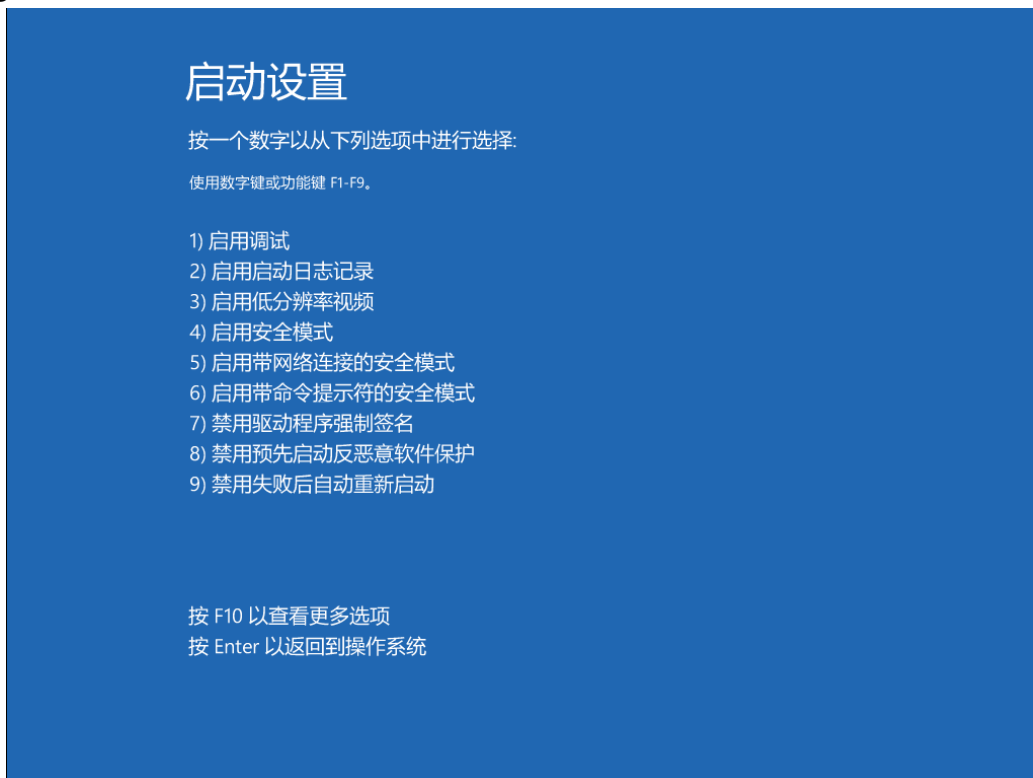 启动设置
按一个数字以从下列选项中进行选择:
使用数字键或功能键 F1-F9。
1) 启用调试
2) 启用启动日志记录
3) 启用低分辨率视频
4) 启用安全模式
5) 启用带网络连接的安全模式
6) 启用带命令提示符的安全模式
7) 禁用驱动程序强制签名
8) 禁用预先启动反恶意软件保护
9) 禁用失败后自动重新启动
按 F10 以查看更多选项
按 Enter 以返回到操作系统